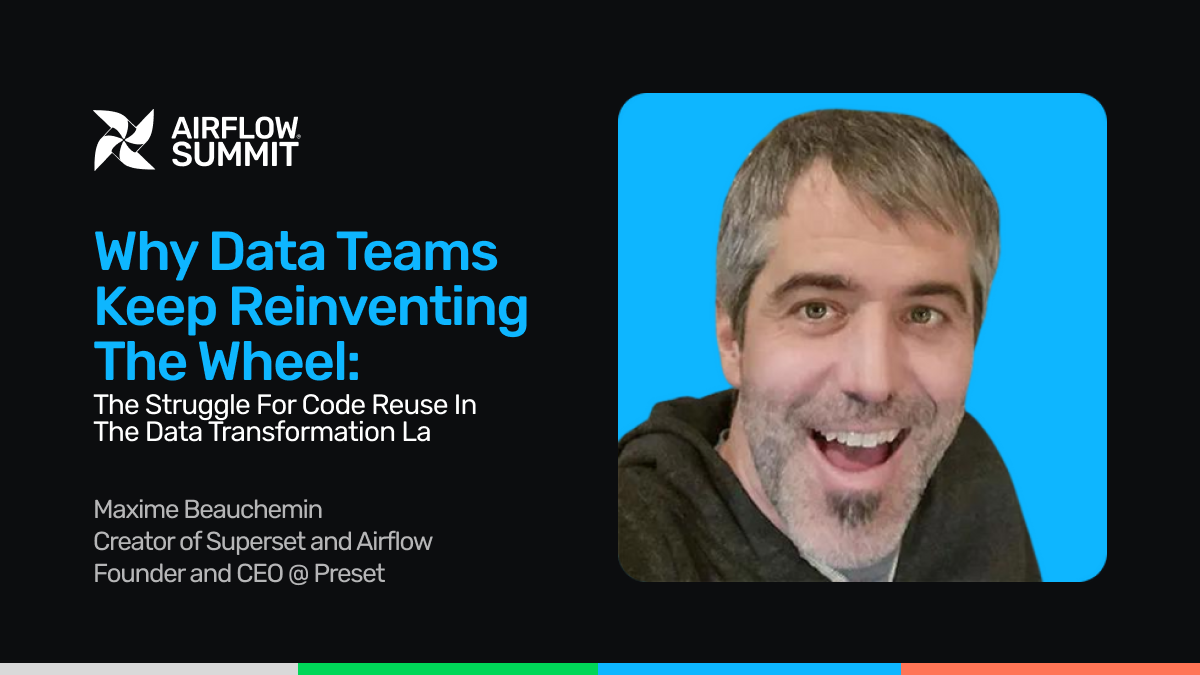 AIRFLOW
SUMMIT
Why Data Teams
Keep Reinventing
The Wheel:
The Struggle For Code Reuse In
The Data Transformation La
Maxime Beauchemin
Creator of Superset and Airflow
Founder and CEO @ Preset